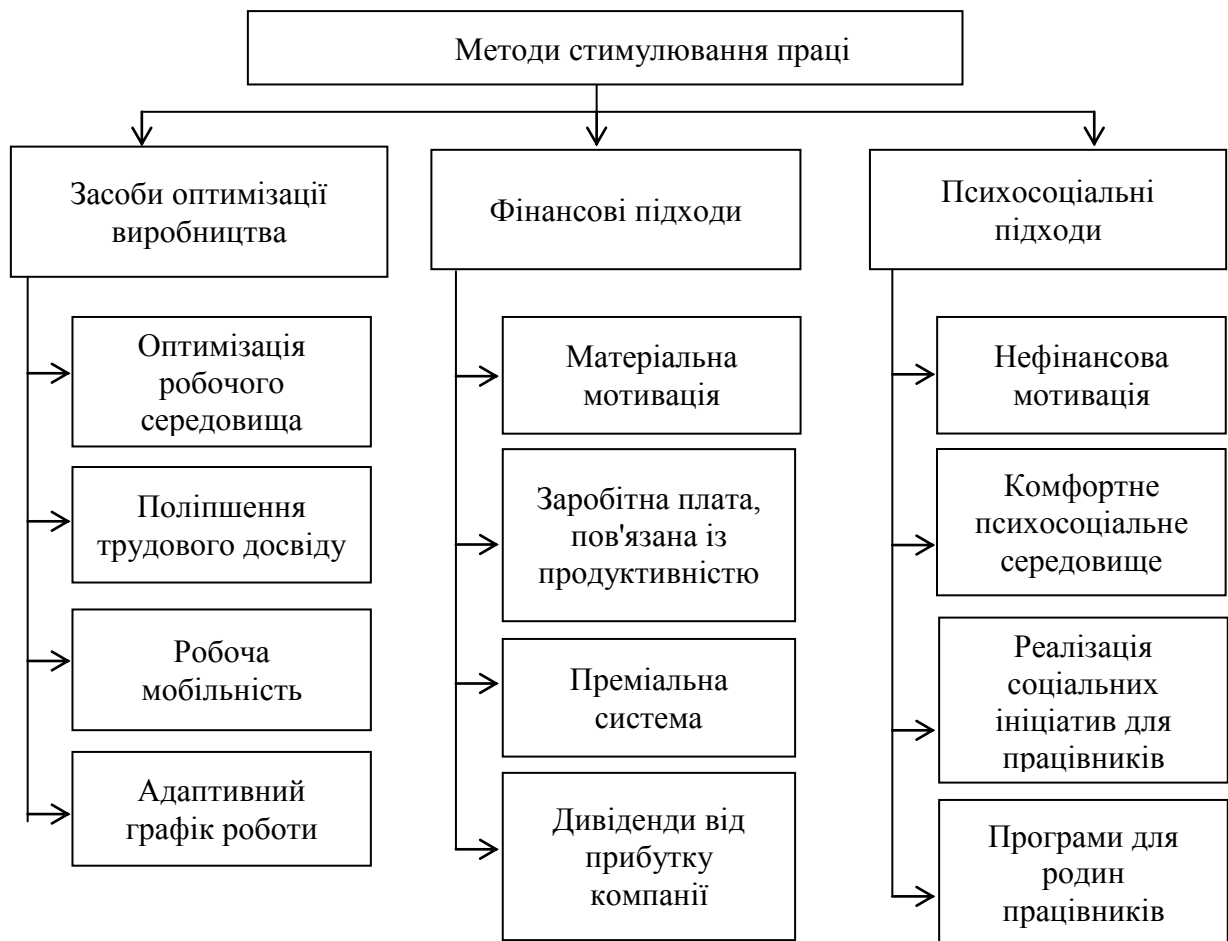 Методи стимулювання праці
Засоби оптимізації
виробництва
Оптимізація
робочого
середовища
Поліпшення
трудового досвіду
Робоча
мобільність
Адаптивний
графік роботи
Фінансові підходи
Матеріальна
мотивація
Заробітна плата,
пов'язана із
продуктивністю
Преміальна
система
Дивіденди від
прибутку
компанії
Психосоціальні
підходи
Нефінансова
мотивація
Комфортне
психосоціальне
середовище
Реалізація
соціальних
ініціатив для
працівників
Програми для
родин
працівників